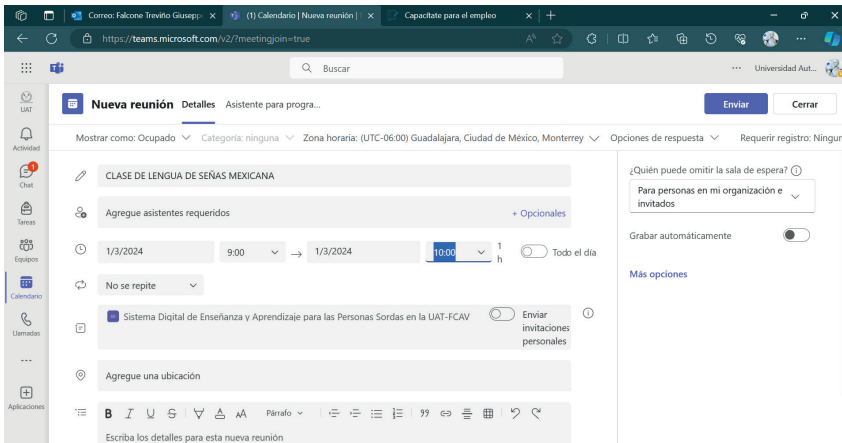 Correo: Falcone Treviño Giusepp
(1) Calendario | Nueva reunión |
Capacítate para el empleo
https://teams.microsoft.com/v2/?meetingjoin=true
Buscar
Universidad Aut...
UAT
Actividad
1
Chat
Tareas
Equipos
Calendario
Llamadas
Aplicaciones
Nueva reunión Detalles Asistente para progra...
Enviar Cerrar
Mostrar como: Ocupado Categoría: ninguna Zona horaria: (UTC-06:00) Guadalajara, Ciudad de México, Monterrey Opciones de respuesta Requerir registro: Ningun
CLASE DE LENGUA DE SEÑAS MEXICANA
Agregue asistentes requeridos + Opcionales
1/3/2024 9:00 → 1/3/2024 10:00 1 h Todo el día
No se repite
Sistema Digital de Enseñanza y Aprendizaje para las Personas Sordas en la UAT-FCAV
Enviar
invitaciones
personales
Agregue una ubicación
B I U S A AA Párrafo
Escriba los detalles para esta nueva reunión
¿Quién puede omitir la sala de espera?
Para personas en mi organización e
invitados
Grabar automáticamente
Más opciones